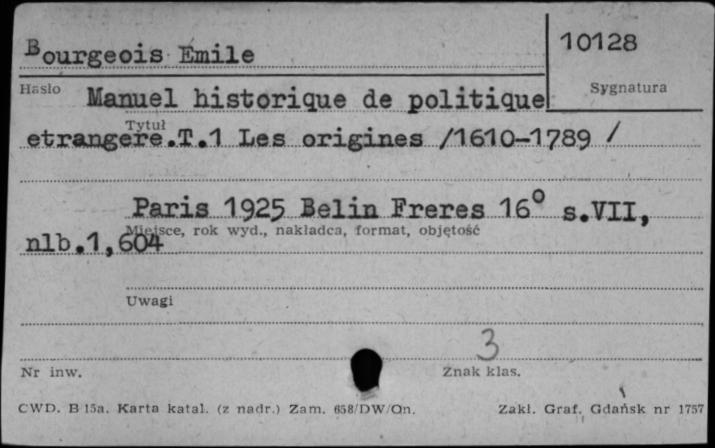 Bourgeois Emile
10128
Hasło
Sygnatura
Manuel historique de politique
Tytuł
etrangere.T.1 Les origines /1610-1789 /
Paris 1925 Belin Freres 16° s.VII,
Miejsce, rok wyd., nakładca, format, objętość
nlb.1,604
Uwagi
3
Nr inw.
Znak klas.
CWD. B 15a. Karta katal. (z nadr.) Zam. 658/DW/On.
Zakł. Graf. Gdańsk nr 1757